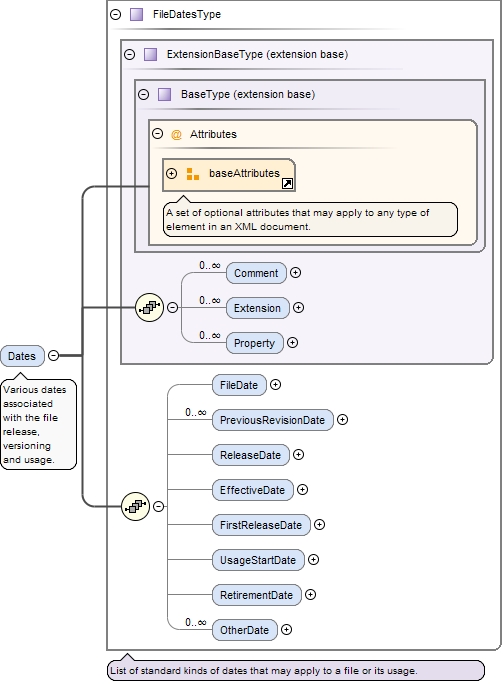 FileDatesType
ExtensionBaseType (extension base)
BaseType (extension base)
@ Attributes
baseAttributes
A set of optional attributes that may apply to any type of
element in an XML document.
0..∞
Comment
0..∞
Extension
0..∞
Property
Dates
Various dates
associated
with the file
release,
versioning
and usage.
FileDate
0..∞
PreviousRevisionDate
ReleaseDate
EffectiveDate
FirstReleaseDate
UsageStartDate
RetirementDate
0..∞
OtherDate
List of standard kinds of dates that may apply to a file or its usage.